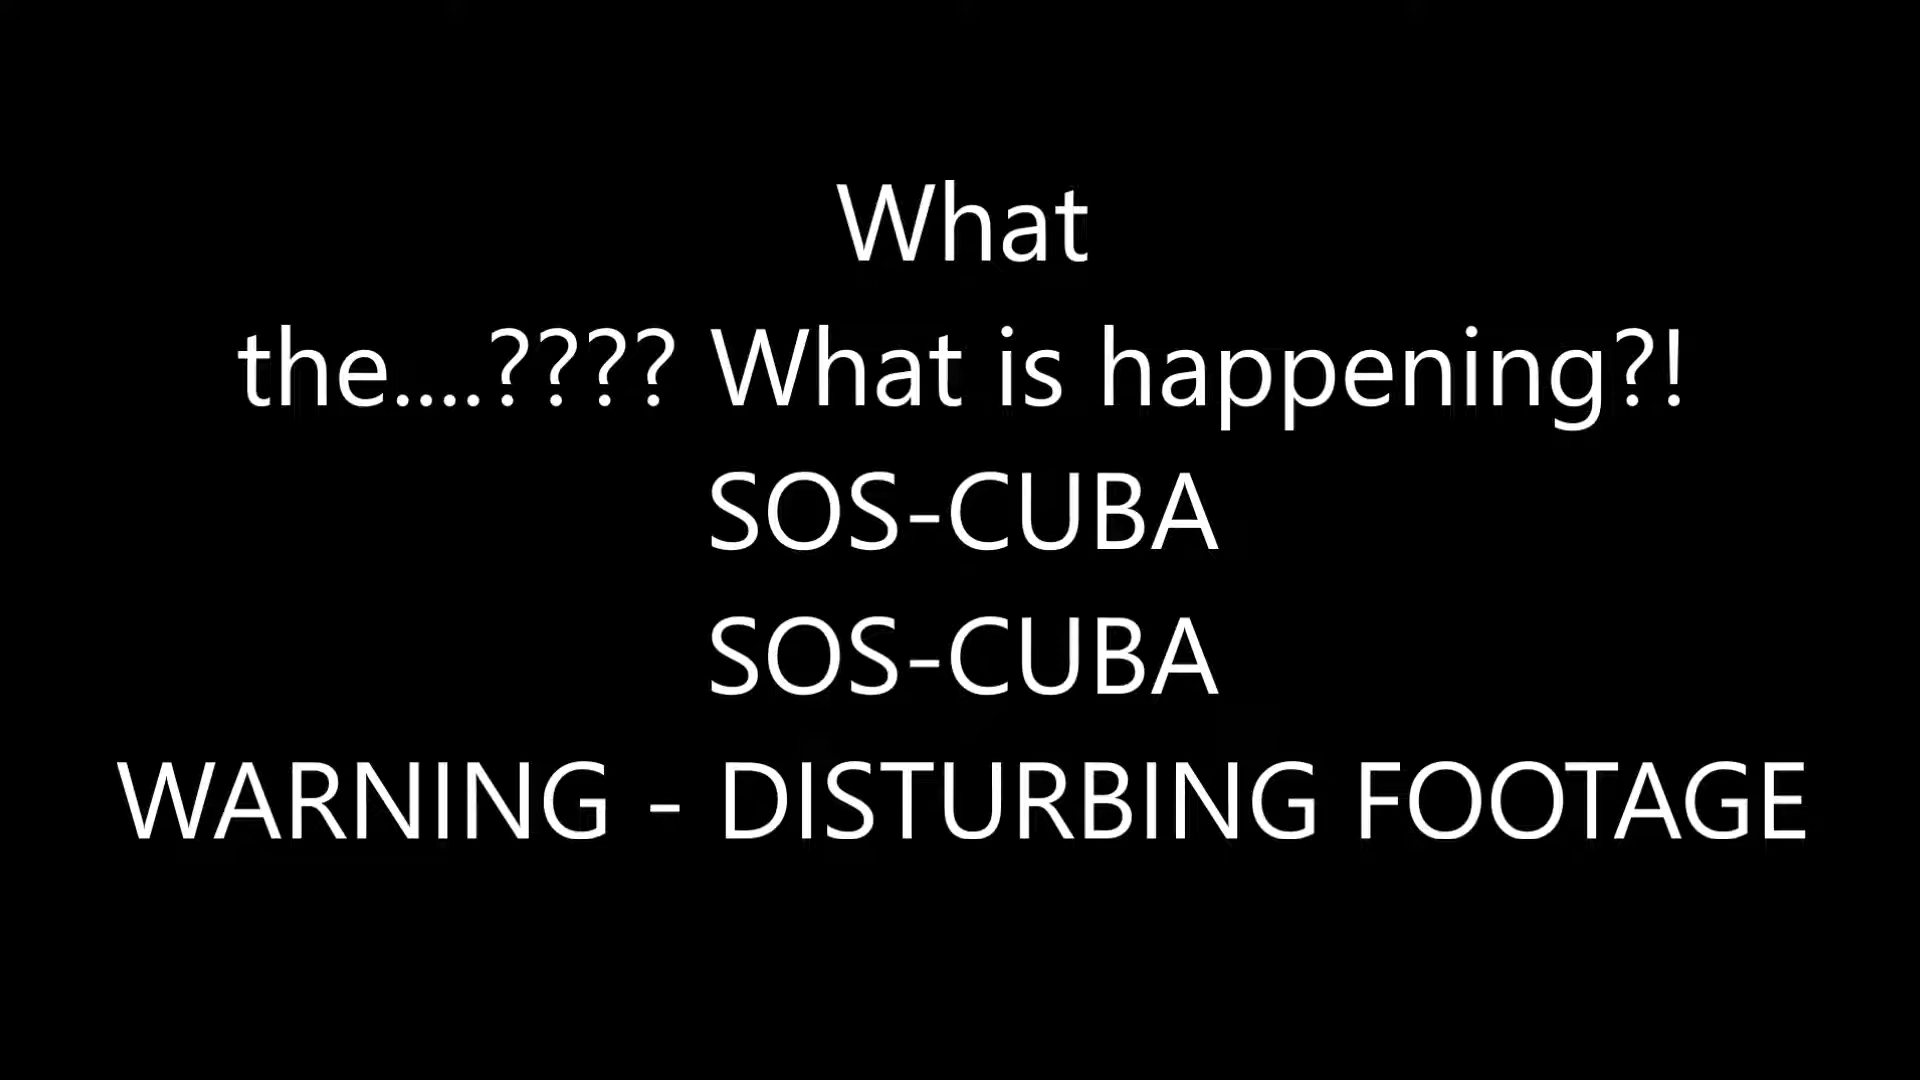 What
the....???? What is happening?!
SOS-CUBA
SOS-CUBA
WARNING - DISTURBING FOOTAGE